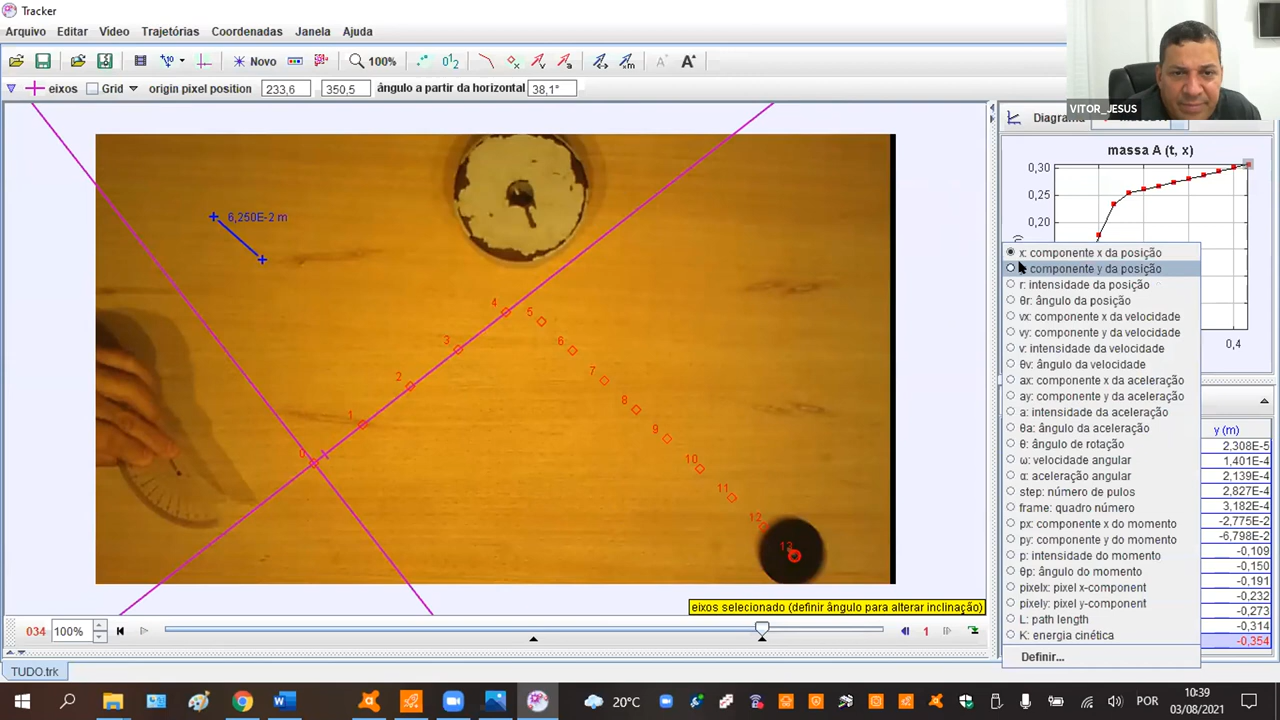 Tracker
Arquivo Editar Vídeo Trajetórias Coordenadas Janela Ajuda
Novo 100%
eixos Grid origin pixel position 233,6 350,5 ângulo a partir da horizontal 38,1°
VITOR_JESUS
Diagrama
massa A (t, x)
0,30
0,25
0,20
0,4
6,250E-2 m
0
1
2
3
4
5
6
7
8
9
10
11
12
13
x: componente x da posição
componente y da posição
r: intensidade da posição
θr: ângulo da posição
vx: componente x da velocidade
vy: componente y da velocidade
v: intensidade da velocidade
θv: ângulo da velocidade
ax: componente x da aceleração
ay: componente y da aceleração
a: intensidade da aceleração
θa: ângulo da aceleração
θ: ângulo de rotação
ω: velocidade angular
α: aceleração angular
step: número de pulos
frame: quadro número
px: componente x do momento
py: componente y do momento
p: intensidade do momento
θp: ângulo do momento
pixelx: pixel x-component
pixely: pixel y-component
L: path length
K: energia cinética
Definir...
y (m)
2,308E-5
1,401E-4
2,139E-4
2,827E-4
3,182E-4
-2,775E-2
-6,798E-2
-0,109
-0,150
-0,191
-0,232
-0,273
-0,314
-0,354
eixos selecionado (definir ângulo para alterar inclinação)
034 100% 1
TUDO.trk
20°C POR 10:39
03/08/2021